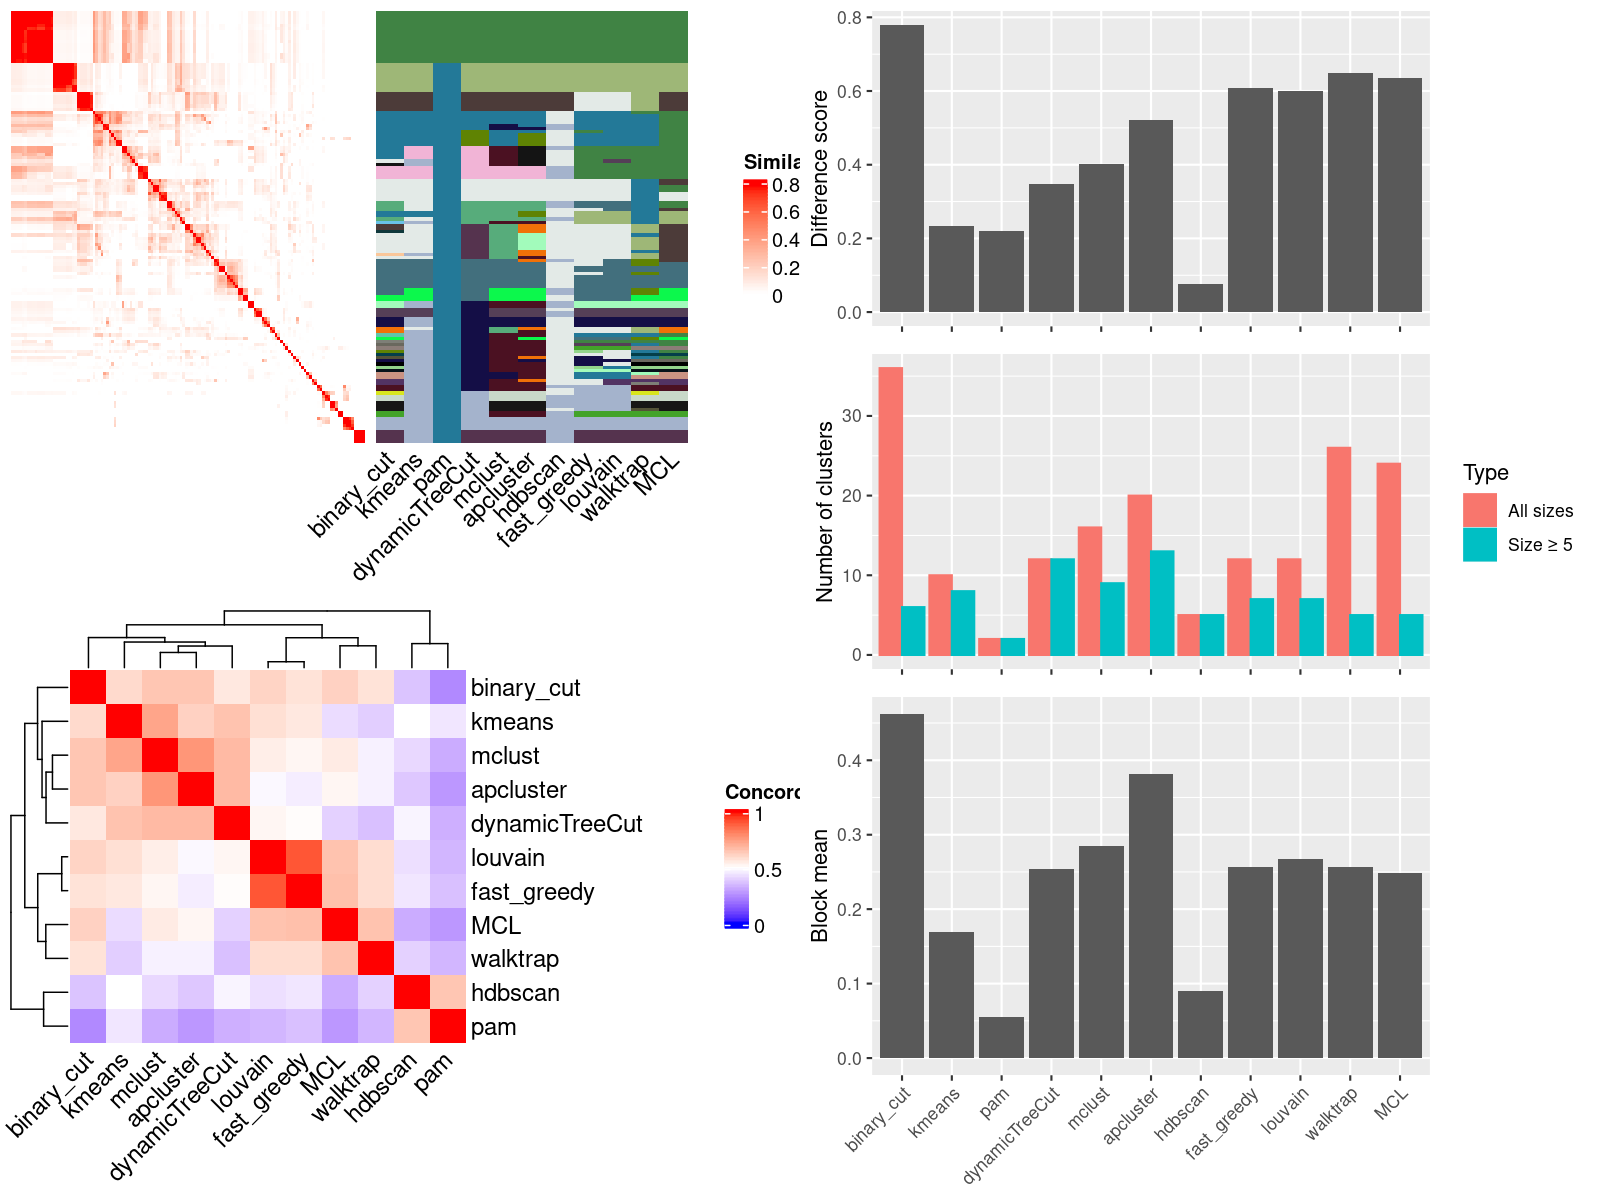 Simila
0.8
0.6
0.4
0.2
0
binary_cut
kmeans
pam
dynamicTreeCut
mclust
apcluster
hdbscan
fast_greedy
louvain
walktrap
MCL
binary_cut
kmeans
mclust
apcluster
dynamicTreeCut
louvain
fast_greedy
MCL
walktrap
hdbscan
pam
Concord
1
0.5
0
binary_cut
kmeans
mclust
apcluster
dynamicTreeCut
louvain
fast_greedy
MCL
walktrap
hdbscan
pam
Difference score
0.8
0.6
0.4
0.2
0.0
Number of clusters
30
20
10
0
Type
All sizes
Size ≥ 5
Block mean
0.4
0.3
0.2
0.1
0.0
binary_cut
kmeans
pam
dynamicTreeCut
mclust
apcluster
hdbscan
fast_greedy
louvain
walktrap
MCL